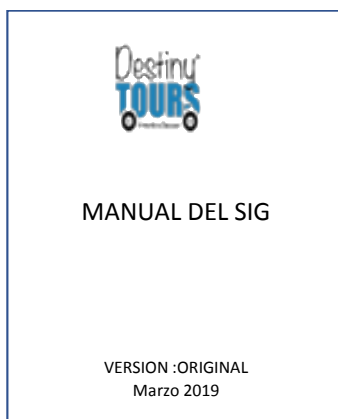 Destiny
TOURS
MANUAL DEL SIG
VERSION :ORIGINAL
Marzo 2019